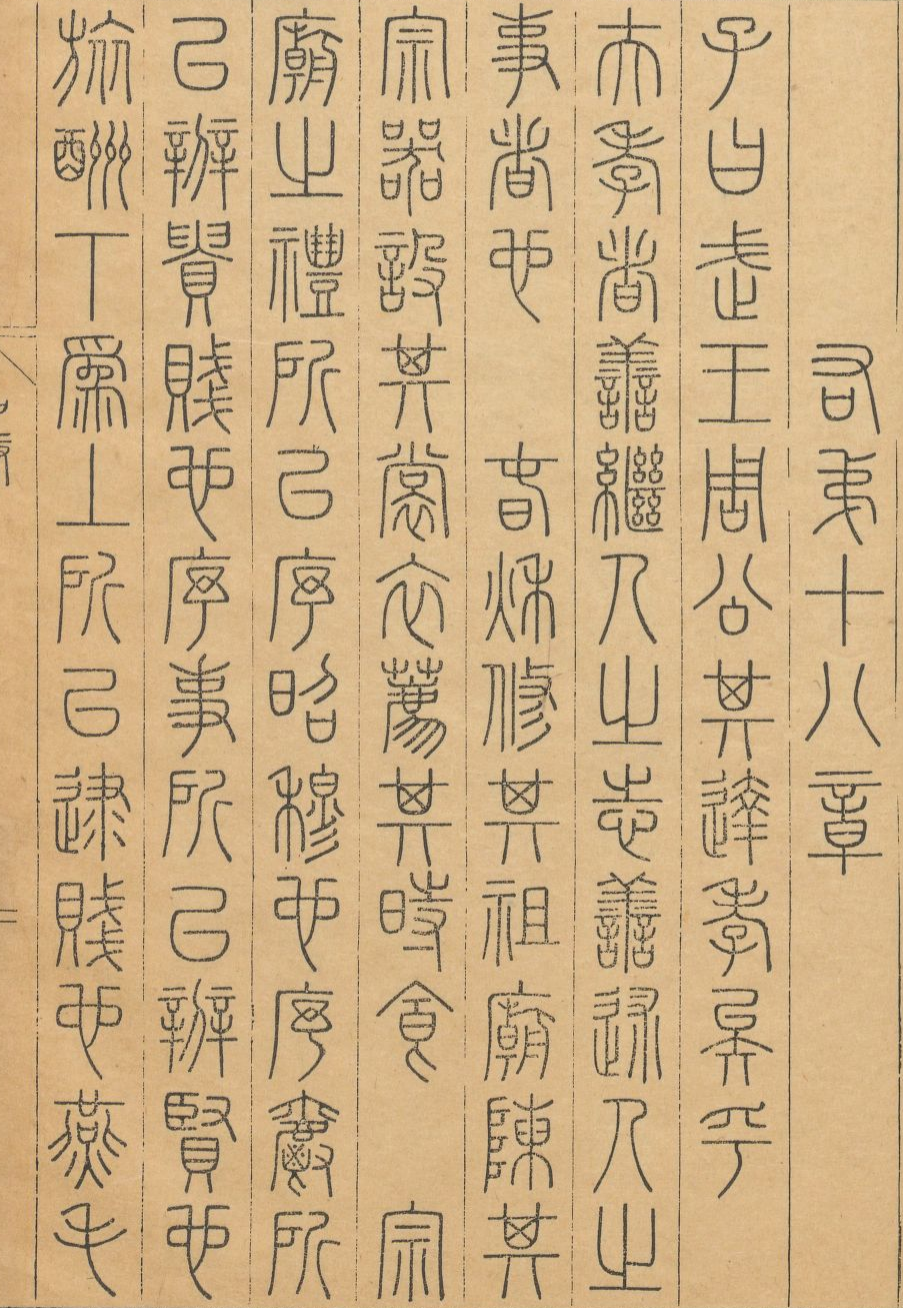 右弟十八章
子曰武王周公其達孝矣乎
夫孝者善繼人之志善述人之
事者也　春秋修其祖廟陳其
宗器設其裳衣薦其時食　宗
廟之禮所以序昭穆也序爵所
以辨貴賤也序事所以辨賢也
旅酬下爲上所以逮賤也燕毛